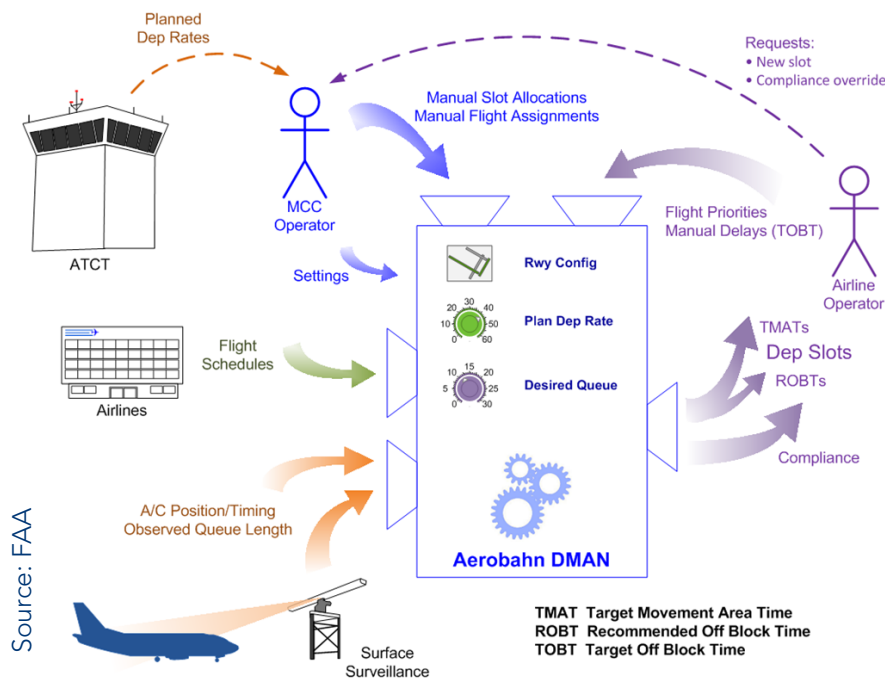 Planned
Dep Rates
Requests:
• New slot
• Compliance override
Manual Slot Allocations
Manual Flight Assignments
MCC
Operator
ATCT
Flight Priorities
Manual Delays (TOBT)
Airline
Operator
Settings
Rwy Config
Plan Dep Rate
0
10
20
30
40
50
60
Desired Queue
0
5
10
15
20
25
30
Flight
Schedules
Airlines
TMATs
Dep Slots
ROBTs
Compliance
A/C Position/Timing
Observed Queue Length
Aerobahn DMAN
Source: FAA
Surface
Surveillance
TMAT Target Movement Area Time
ROBT Recommended Off Block Time
TOBT Target Off Block Time